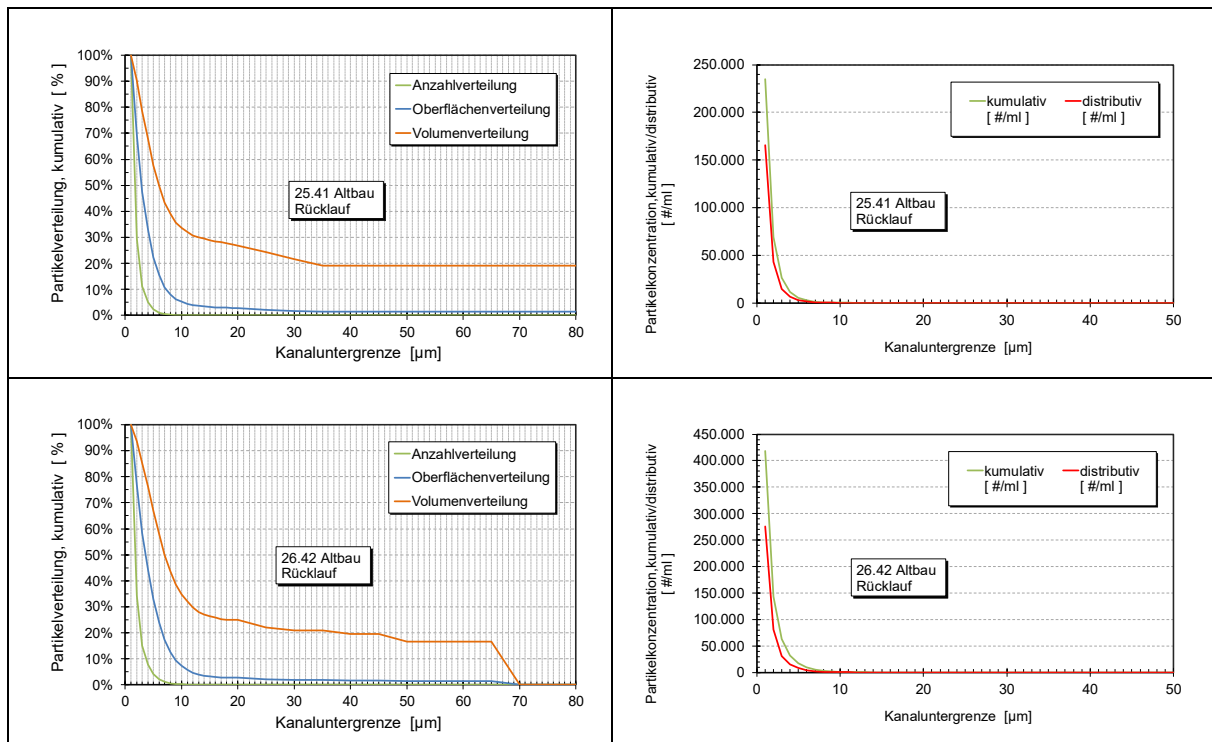 Partikelverteilung, kumulativ [ % ]
100%
90%
80%
70%
60%
50%
40%
30%
20%
10%
0%
Anzahlverteilung
Oberflächenverteilung
Volumenverteilung
25.41 Altbau
Rücklauf
0 10 20 30 40 50 60 70 80
Kanaluntergrenze [µm]
Partikelkonzentration,kumulativ/distributiv
[ #/ml ]
250.000
200.000
150.000
100.000
50.000
0
kumulativ
[ #/ml ]
distributiv
[ #/ml ]
25.41 Altbau
Rücklauf
0 10 20 30 40 50
Kanaluntergrenze [µm]
Partikelverteilung, kumulativ [ % ]
100%
90%
80%
70%
60%
50%
40%
30%
20%
10%
0%
Anzahlverteilung
Oberflächenverteilung
Volumenverteilung
26.42 Altbau
Rücklauf
0 10 20 30 40 50 60 70 80
Kanaluntergrenze [µm]
Partikelkonzentration,kumulativ/distributiv
[ #/ml ]
450.000
400.000
350.000
300.000
250.000
200.000
150.000
100.000
50.000
0
kumulativ
[ #/ml ]
distributiv
[ #/ml ]
26.42 Altbau
Rücklauf
0 10 20 30 40 50
Kanaluntergrenze [µm]